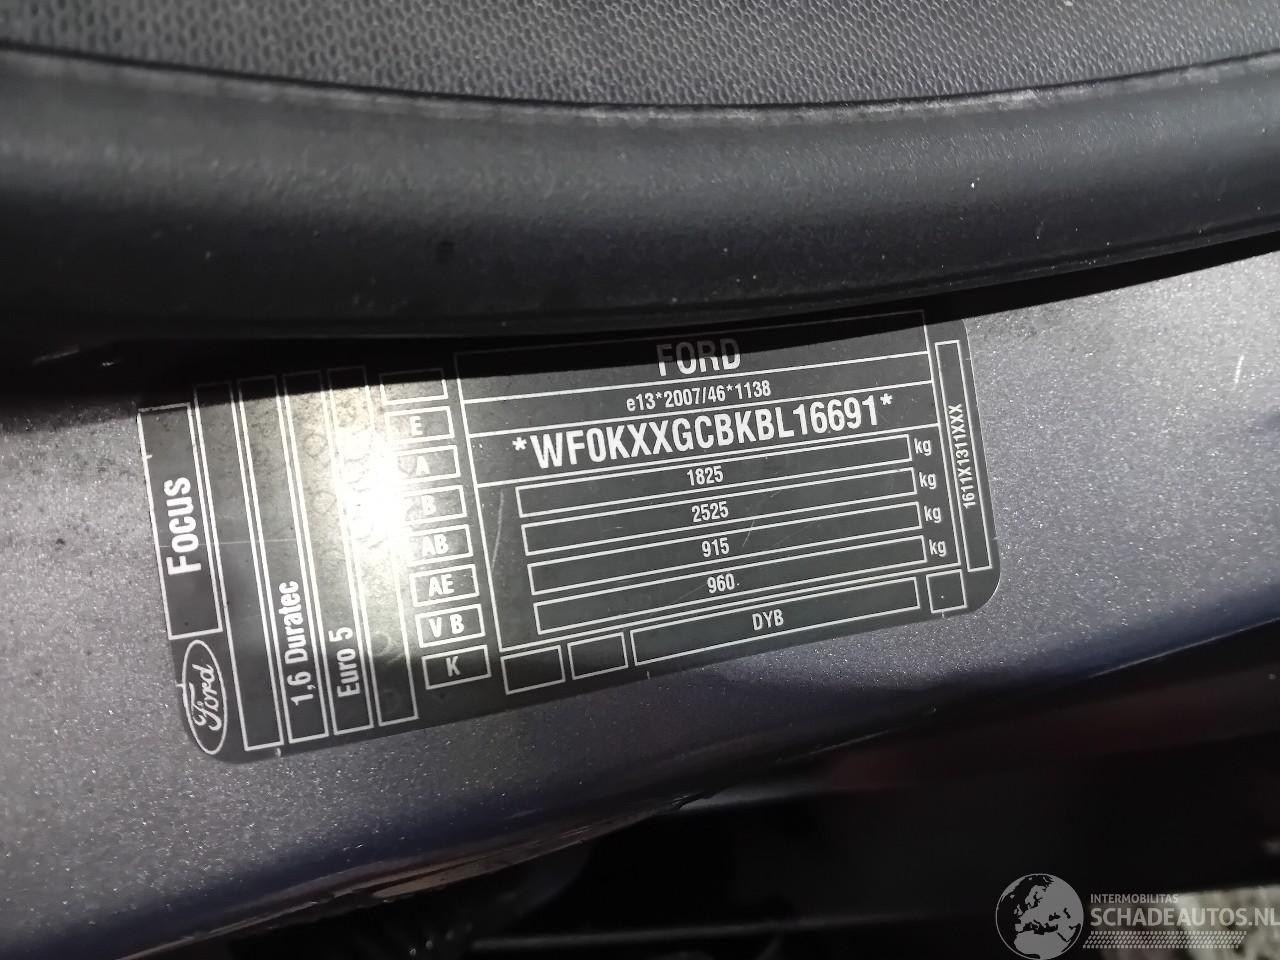 FORD
e13*2007/46*1138
*WF0KXXGCBKBL16691*
1825 kg
2525 kg
915 kg
960 kg
DYB
1611X1311XXX
E
A
B
AB
AE
V B
K
Focus
Ford
1,6 Duratec
Euro 5
INTERMOBILITAS
SCHADEAUTOS.NL